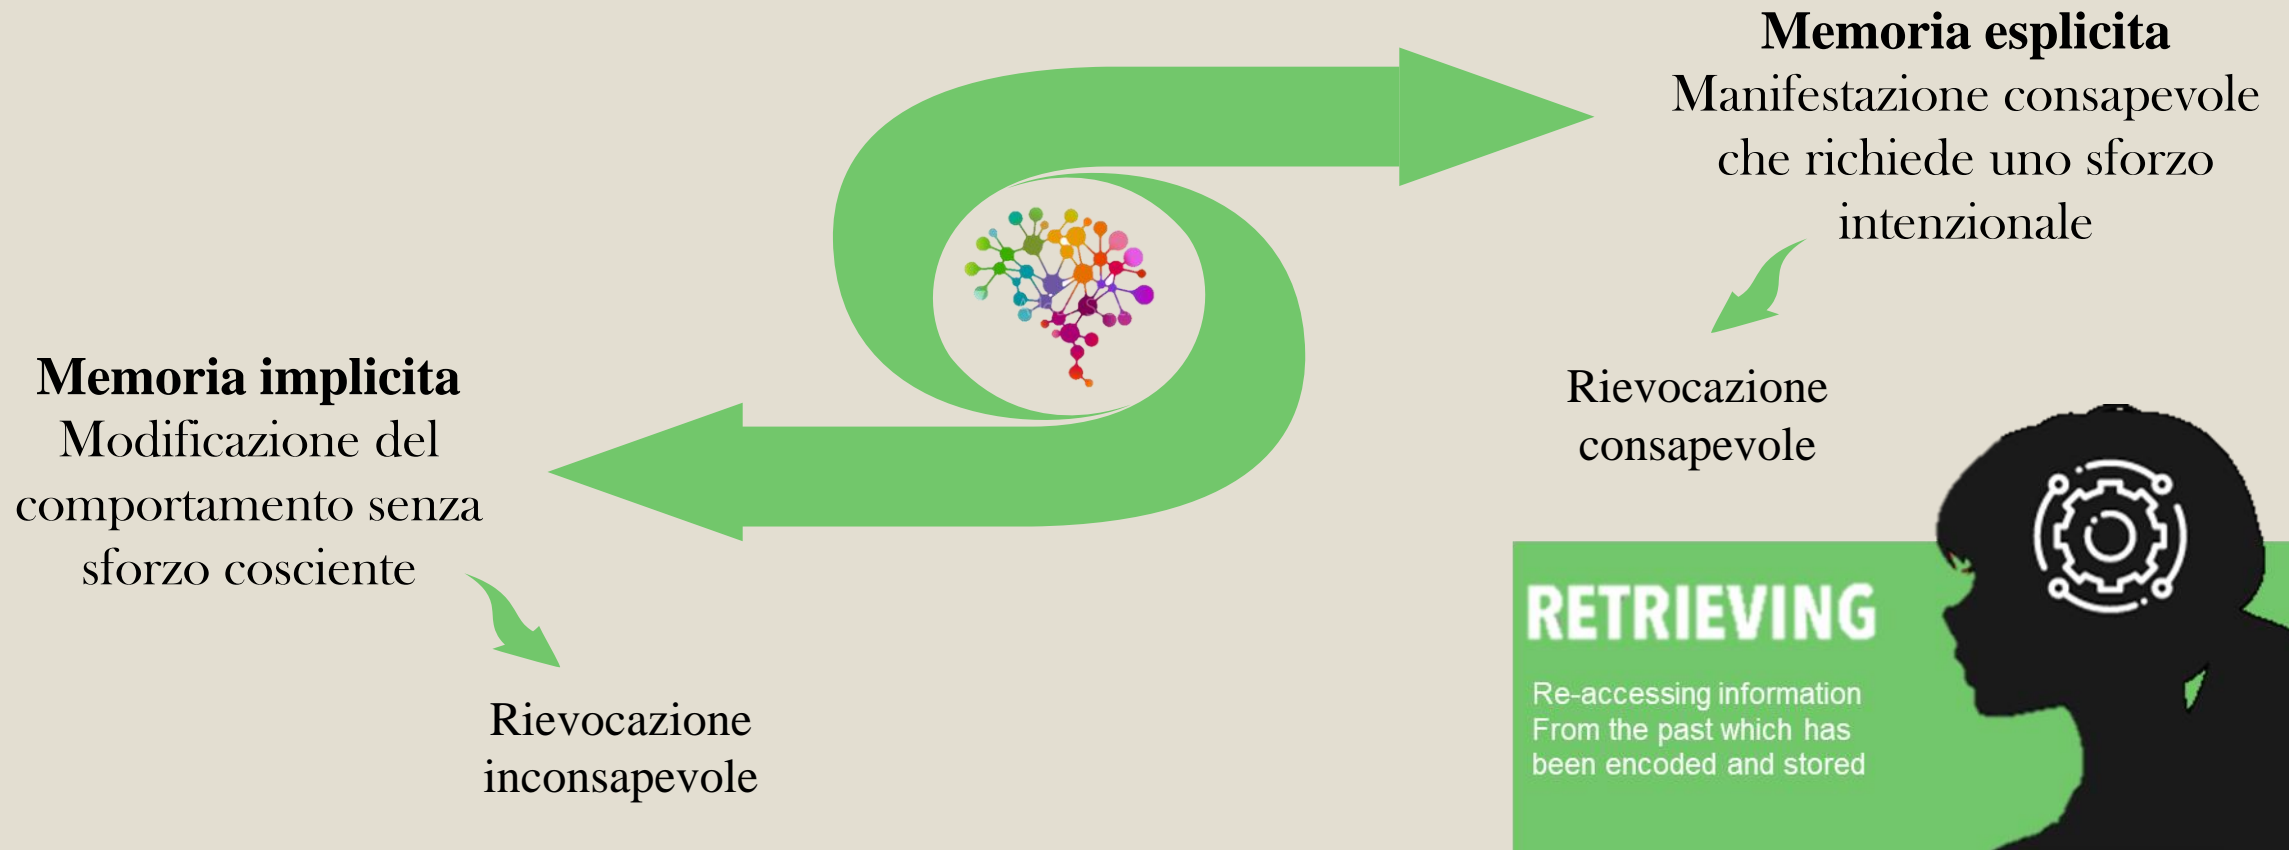 Memoria esplicita
Manifestazione consapevole
che richiede uno sforzo
intenzionale
Rievocazione
consapevole
Memoria implicita
Modificazione del
comportamento senza
sforzo cosciente
Rievocazione
inconsapevole
RETRIEVING
Re-accessing information
From the past which has
been encoded and stored